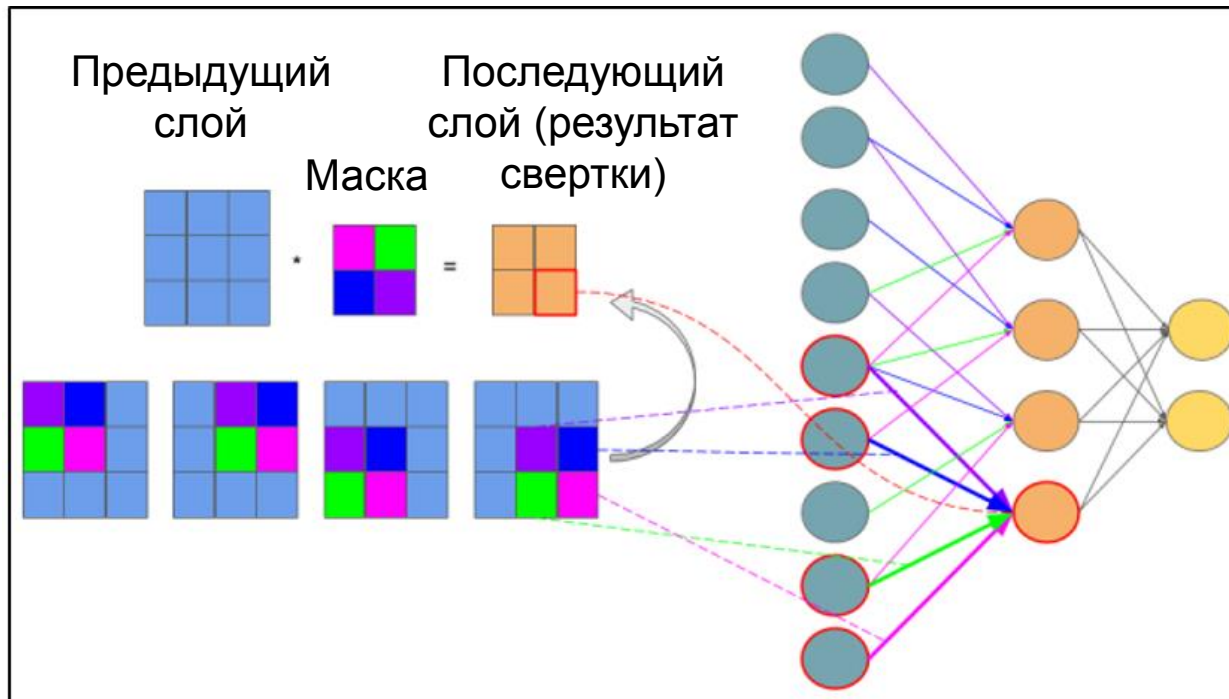 Предыдущий
слой
Маска
Последующий
слой (результат
свертки)
* =